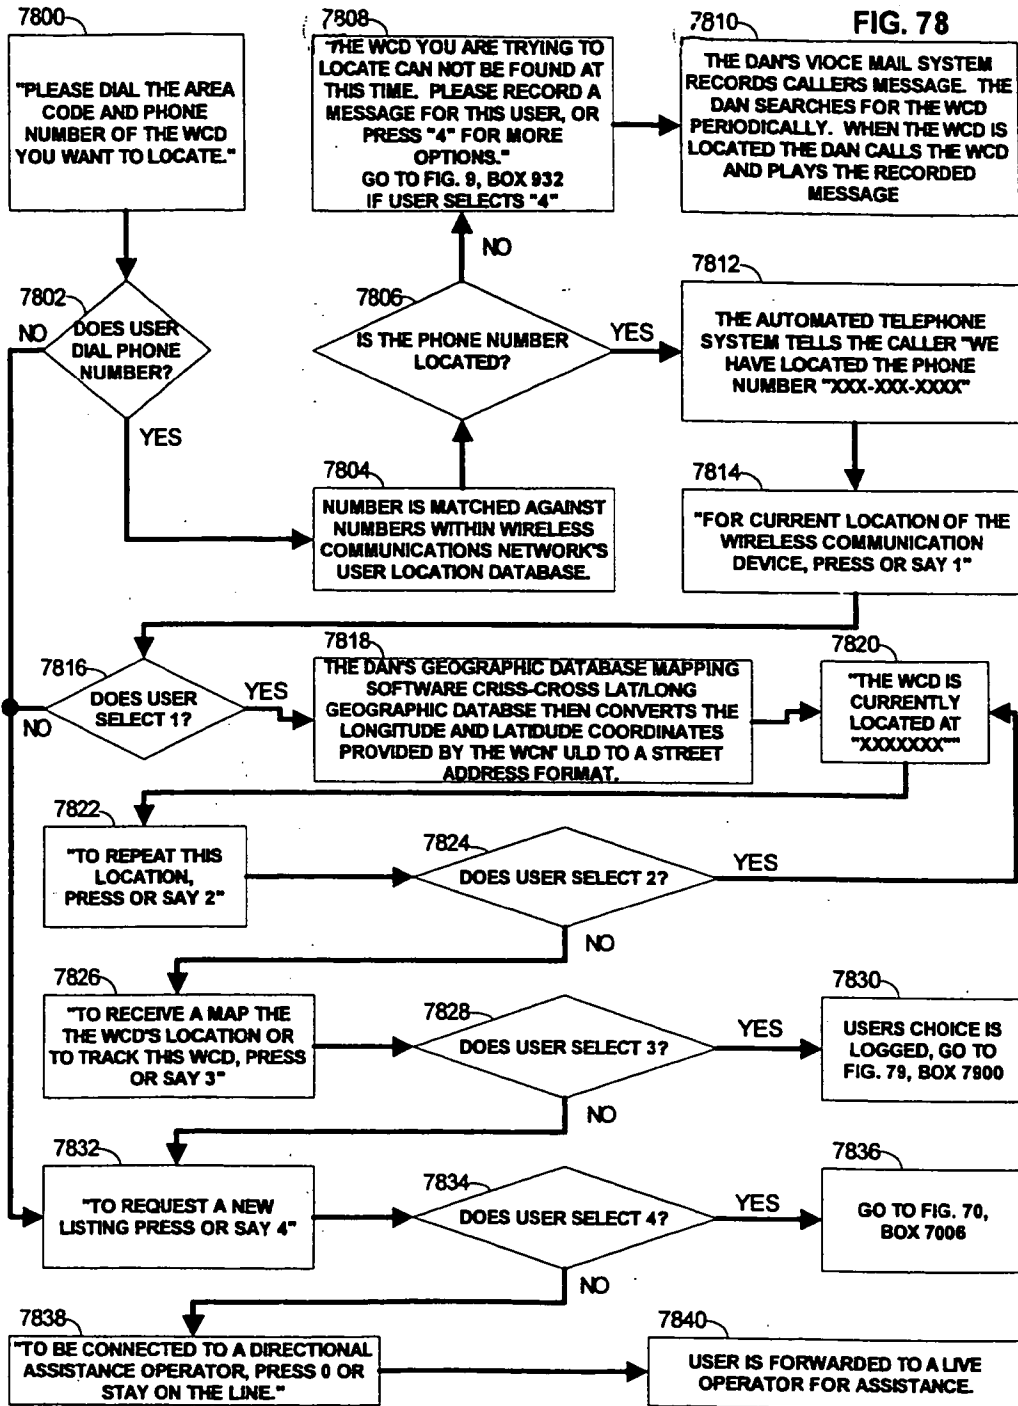 FIG. 78
7800
"PLEASE DIAL THE AREA
CODE AND PHONE
NUMBER OF THE WCD
YOU WANT TO LOCATE."
7808
"THE WCD YOU ARE TRYING TO
LOCATE CAN NOT BE FOUND AT
THIS TIME. PLEASE RECORD A
MESSAGE FOR THIS USER, OR
PRESS "4" FOR MORE
OPTIONS."
GO TO FIG. 9, BOX 932
IF USER SELECTS "4"
7810
THE DAN'S VIOCE MAIL SYSTEM
RECORDS CALLERS MESSAGE. THE
DAN SEARCHES FOR THE WCD
PERIODICALLY. WHEN THE WCD IS
LOCATED THE DAN CALLS THE WCD
AND PLAYS THE RECORDED
MESSAGE
7802
DOES USER
DIAL PHONE
NUMBER?
NO
YES
7806
IS THE PHONE NUMBER
LOCATED?
NO
YES
7812
THE AUTOMATED TELEPHONE
SYSTEM TELLS THE CALLER "WE
HAVE LOCATED THE PHONE
NUMBER "XXX-XXX-XXXX"
7804
NUMBER IS MATCHED AGAINST
NUMBERS WITHIN WIRELESS
COMMUNICATIONS NETWORK'S
USER LOCATION DATABASE.
7814
"FOR CURRENT LOCATION OF THE
WIRELESS COMMUNICATION
DEVICE, PRESS OR SAY 1"
7816
DOES USER
SELECT 1?
NO
YES
7818
THE DAN'S GEOGRAPHIC DATABASE MAPPING
SOFTWARE CRISS-CROSS LAT/LONG
GEOGRAPHIC DATABSE THEN CONVERTS THE
LONGITUDE AND LATIDUDE COORDINATES
PROVIDED BY THE WCN' ULD TO A STREET
ADDRESS FORMAT.
7820
"THE WCD IS
CURRENTLY
LOCATED AT
"XXXXXXX""
7822
"TO REPEAT THIS
LOCATION,
PRESS OR SAY 2"
7824
DOES USER SELECT 2?
YES
NO
7826
"TO RECEIVE A MAP THE
THE WCD'S LOCATION OR
TO TRACK THIS WCD, PRESS
OR SAY 3"
7828
DOES USER SELECT 3?
YES
NO
7830
USERS CHOICE IS
LOGGED, GO TO
FIG. 79, BOX 7900
7832
"TO REQUEST A NEW
LISTING PRESS OR SAY 4"
7834
DOES USER SELECT 4?
YES
NO
7836
GO TO FIG. 70,
BOX 7006
7838
"TO BE CONNECTED TO A DIRECTIONAL
ASSISTANCE OPERATOR, PRESS 0 OR
STAY ON THE LINE."
7840
USER IS FORWARDED TO A LIVE
OPERATOR FOR ASSISTANCE.